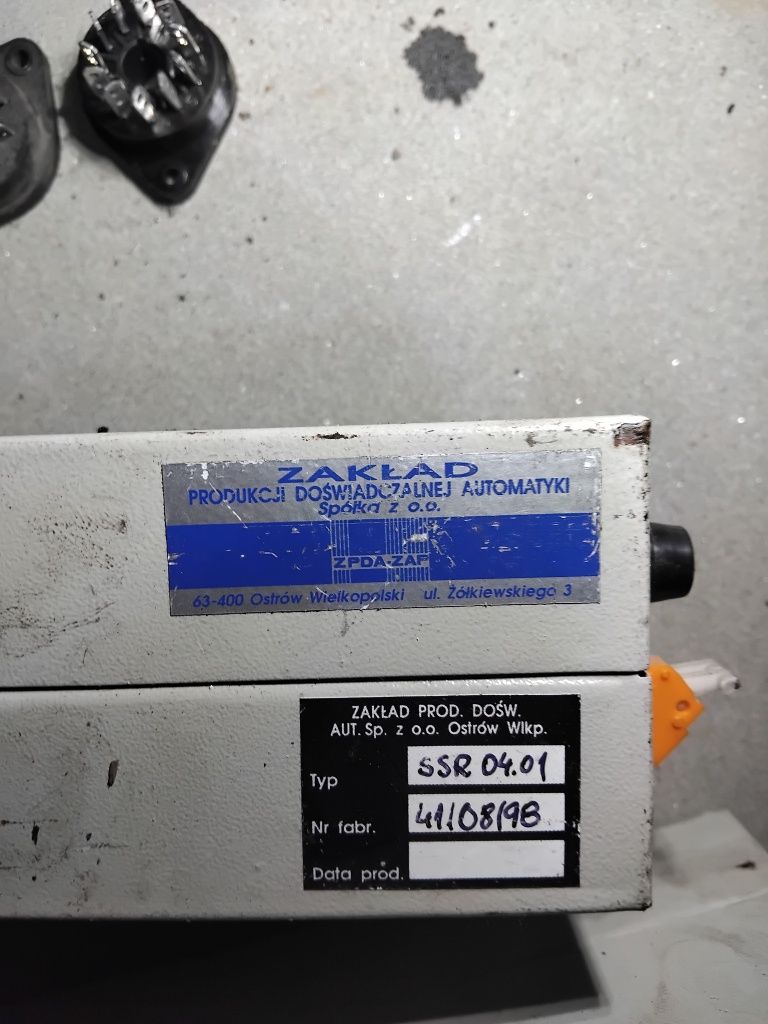 ZAKŁAD
PRODUKCJI DOŚWIADCZALNEJ AUTOMATYKI
Spółka z o.o.
ZPDA-ZAP
63-400 Ostrów Wielkopolski ul. Żółkiewskiego 3
ZAKŁAD PROD. DOŚW.
AUT. Sp. z o.o. Ostrów Wlkp.
Typ SSR 04.01
Nr fabr. 41/08/98
Data prod.